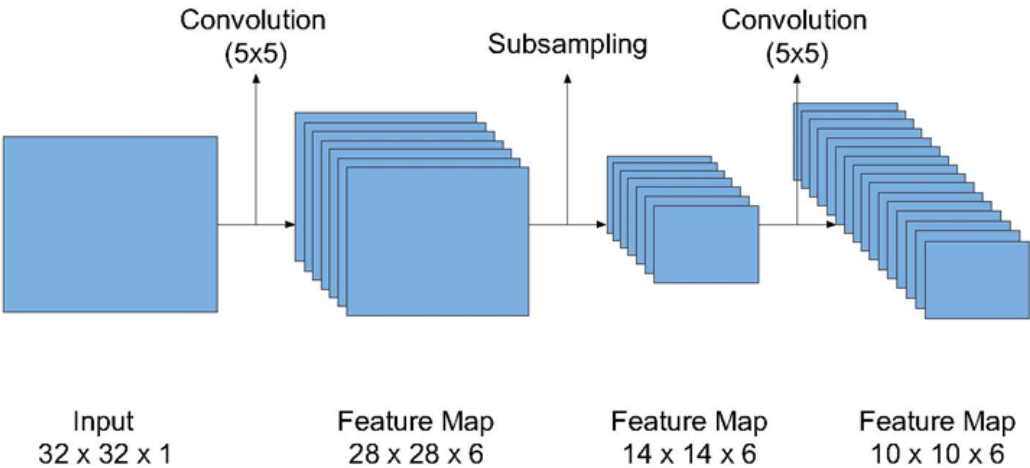 Convolution
(5x5)
Subsampling
Convolution
(5x5)
Input
32 x 32 x 1
Feature Map
28 x 28 x 6
Feature Map
14 x 14 x 6
Feature Map
10 x 10 x 6